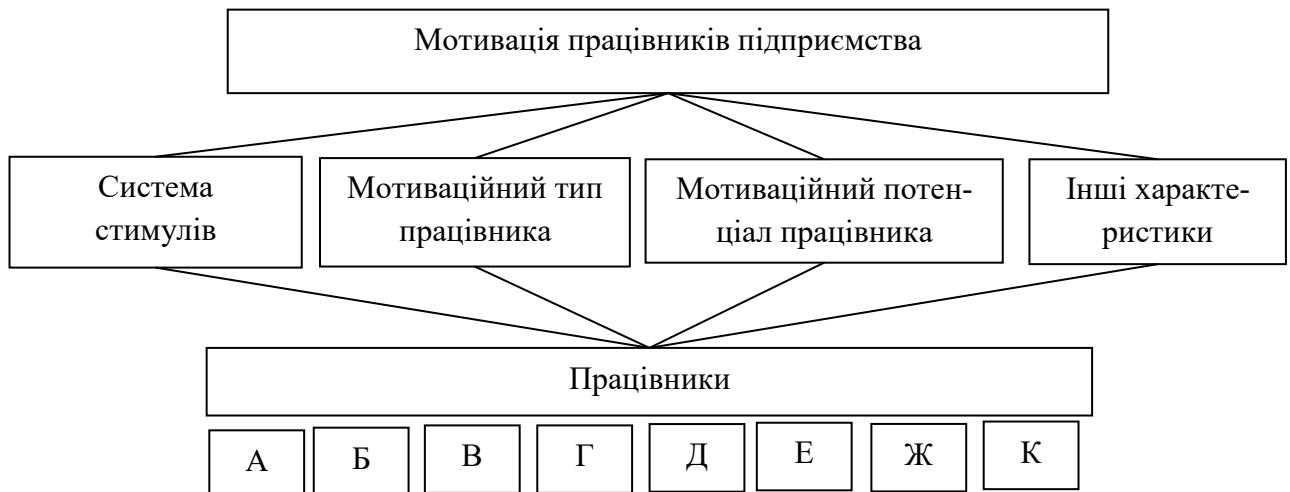 Мотивація працівників підприємства
Система
стимулів
Мотиваційний тип
працівника
Мотиваційний потен-
ціал працівника
Інші характе-
ристики
Працівники
А
Б
В
Г
Д
Е
Ж
К